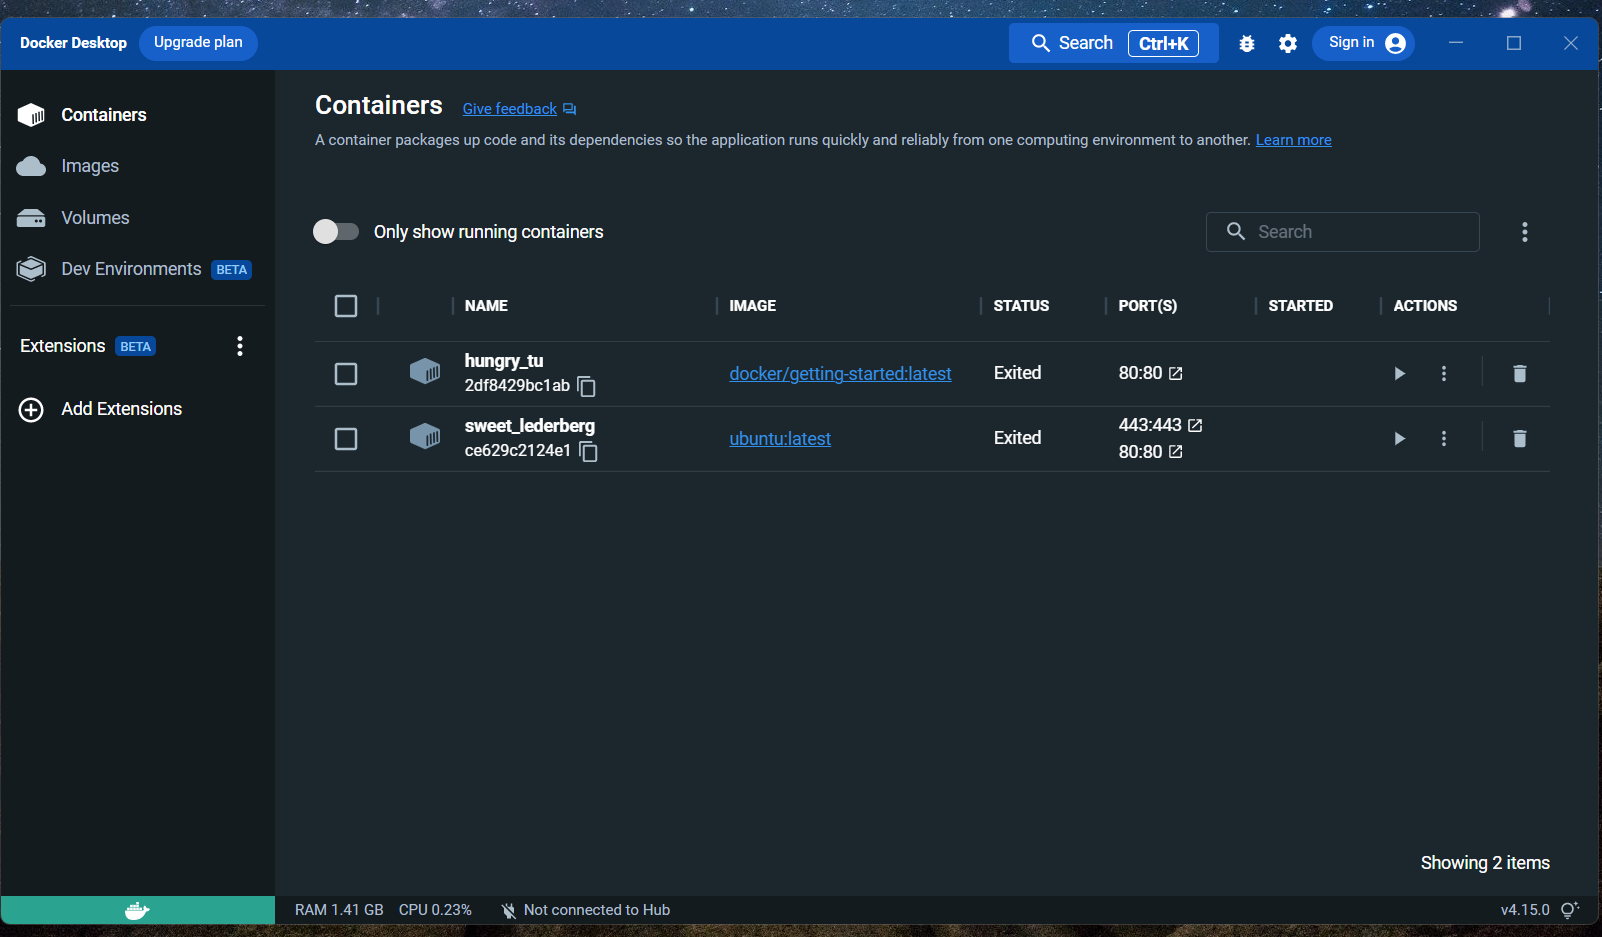 Docker Desktop
Upgrade plan
Search
Ctrl+K
Sign in
Containers
Images
Volumes
Dev Environments BETA
Extensions BETA
Add Extensions
Containers
Give feedback
A container packages up code and its dependencies so the application runs quickly and reliably from one computing environment to another. Learn more
Only show running containers
Search
NAME IMAGE STATUS PORT(S) STARTED ACTIONS
hungry_tu
2df8429bc1ab
docker/getting-started:latest
Exited
80:80
sweet_lederberg
ce629c2124e1
ubuntu:latest
Exited
443:443
80:80
Showing 2 items
RAM 1.41 GB CPU 0.23% Not connected to Hub
v4.15.0